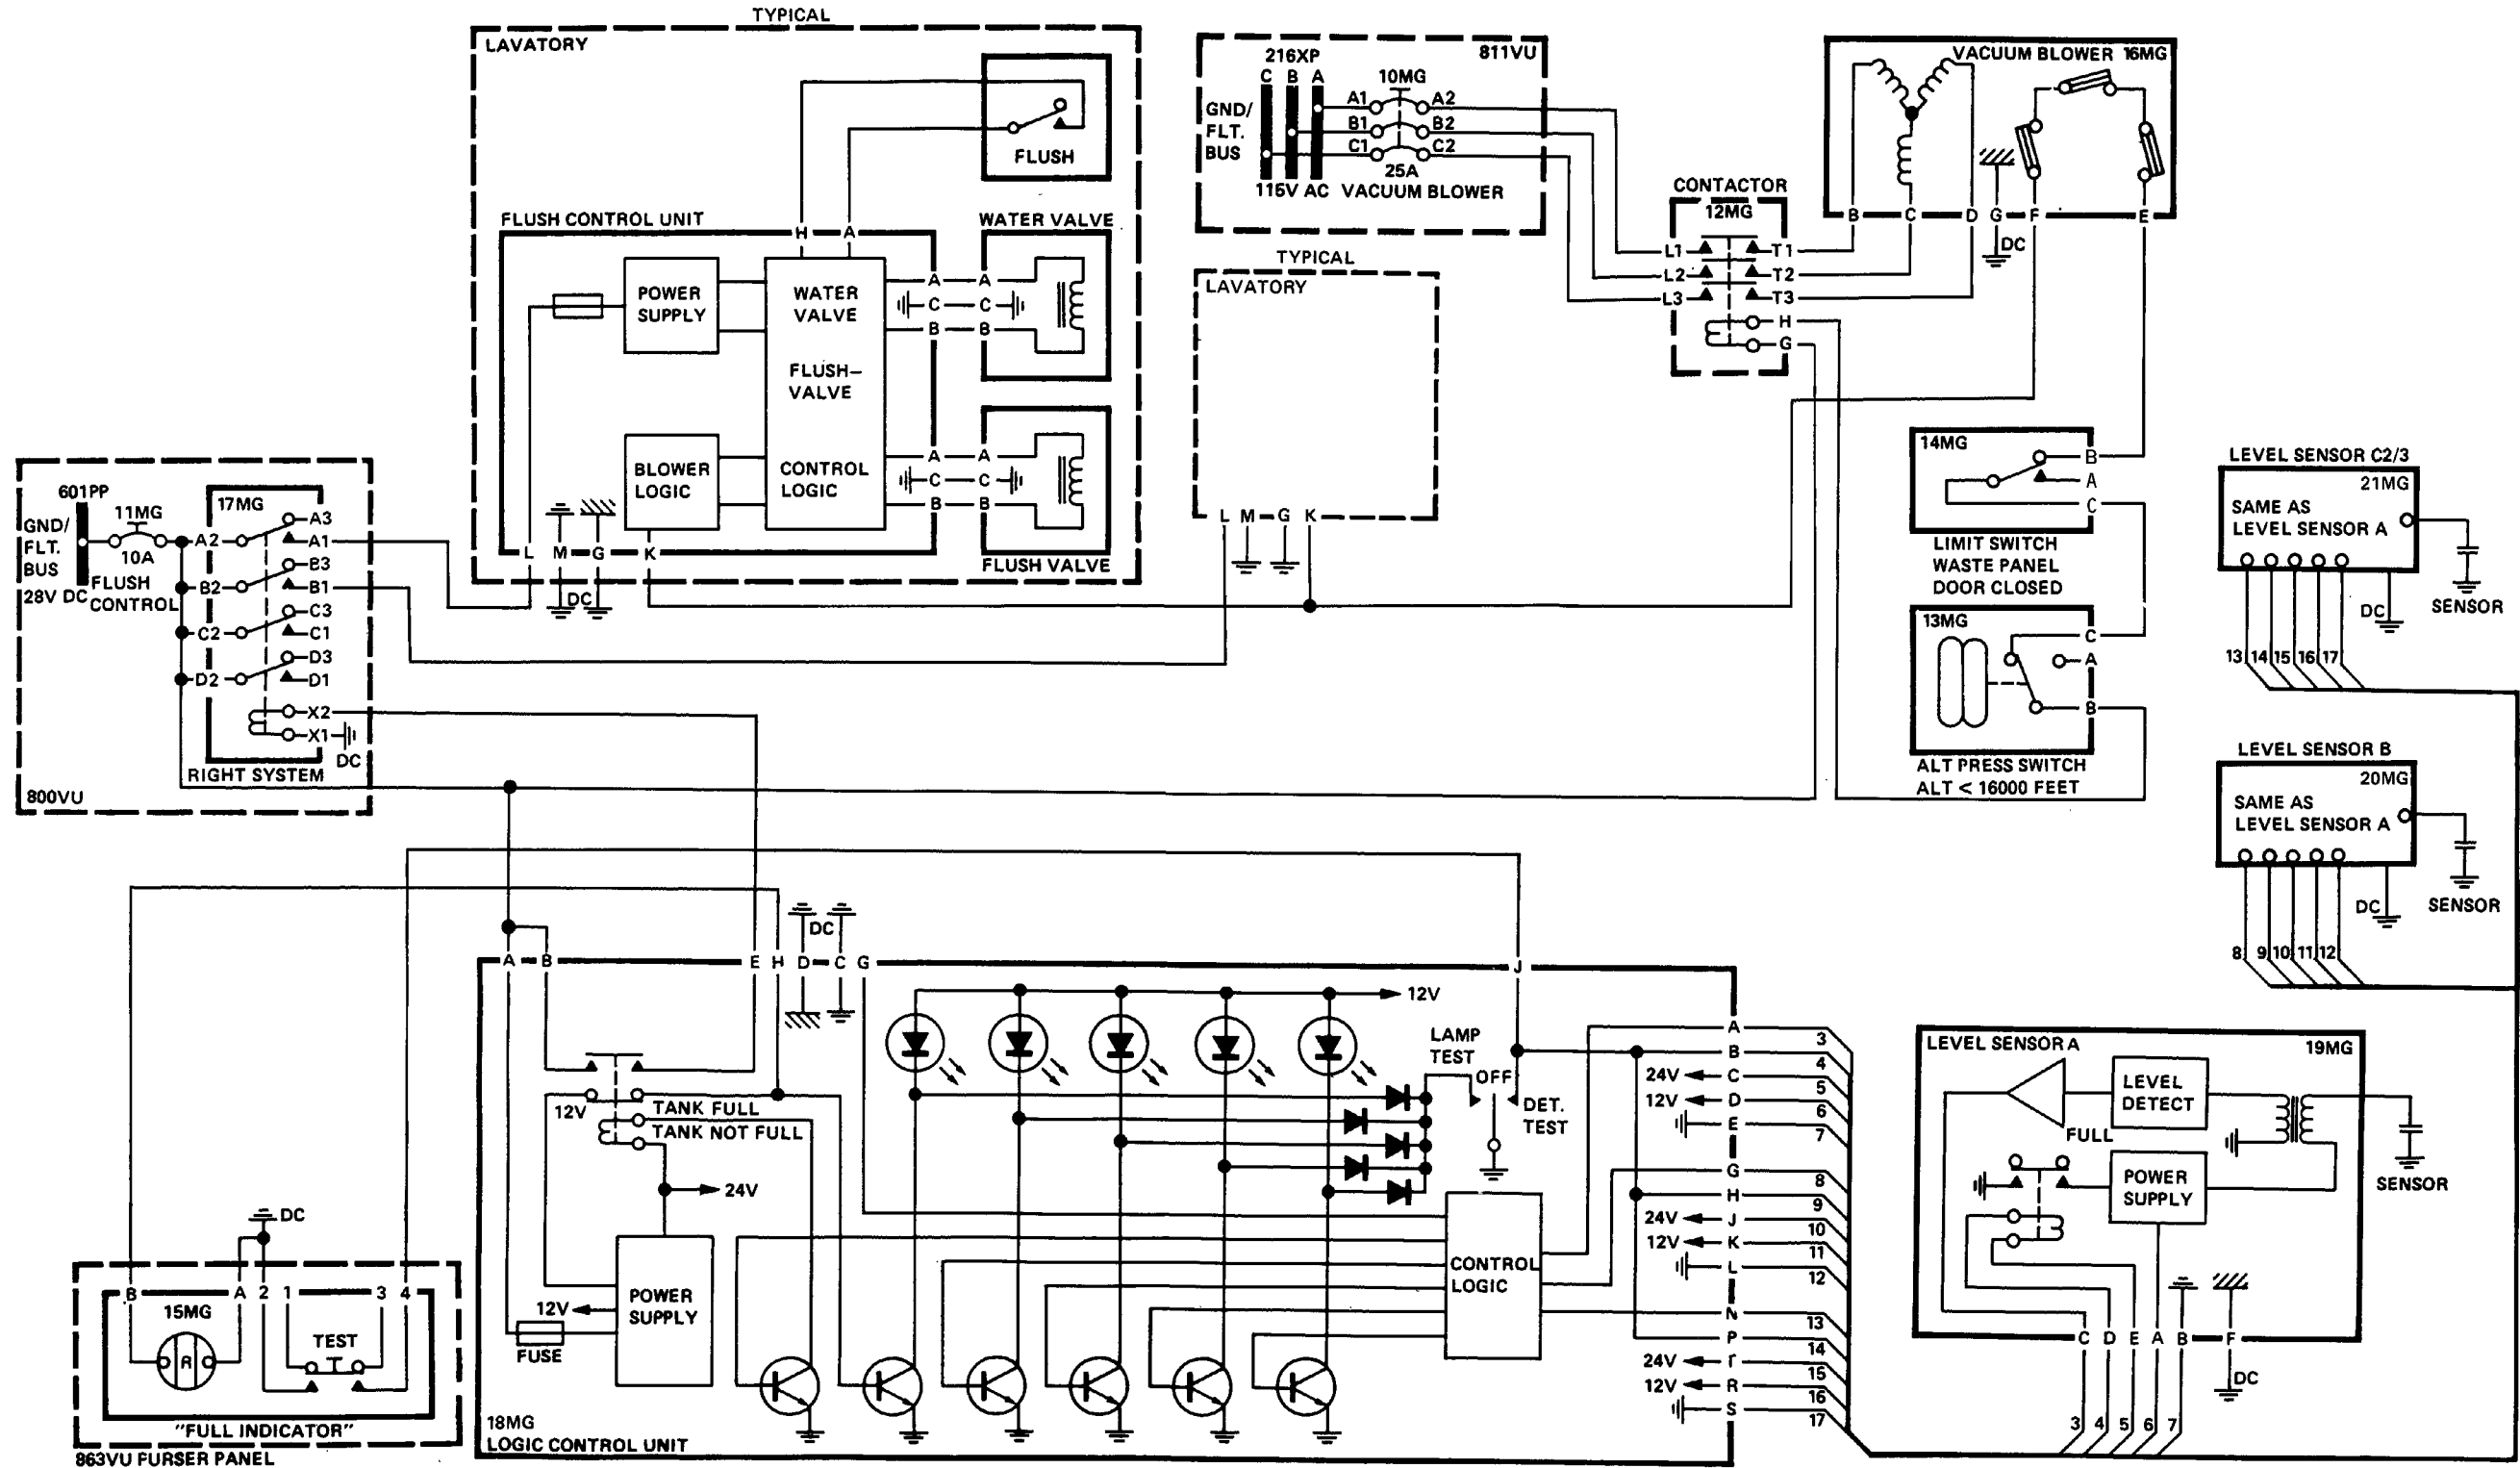 TYPICAL
LAVATORY
FLUSH
FLUSH CONTROL UNIT
H A
POWER
SUPPLY
WATER
VALVE
FLUSH-
VALVE
CONTROL
LOGIC
BLOWER
LOGIC
WATER VALVE
A A
C C
B B
A A
C C
B B
FLUSH VALVE
L M G K
DC
216XP
811VU
C B A
10MG
GND/
FLT.
BUS
A1 A2
B1 B2
C1 C2
25A
115V AC VACUUM BLOWER
TYPICAL
LAVATORY
L M G K
CONTACTOR
12MG
L1 T1
L2 T2
L3 T3
H
G
VACUUM BLOWER 16MG
B C D G F E
DC
14MG
B
A
C
LIMIT SWITCH
WASTE PANEL
DOOR CLOSED
13MG
C
A
B
ALT PRESS SWITCH
ALT < 16000 FEET
LEVEL SENSOR C2/3
21MG
SAME AS
LEVEL SENSOR A
DC
SENSOR
13 14 15 16 17
LEVEL SENSOR B
20MG
SAME AS
LEVEL SENSOR A
DC
SENSOR
8 9 10 11 12
601PP
11MG
17MG
GND/
FLT.
BUS
28V DC
10A
FLUSH
CONTROL
A2 A3
A1
B3
B2 B1
C3
C2 C1
D3
D2 D1
X2
X1
DC
RIGHT SYSTEM
800VU
A B E H D C G J
DC
12V
LAMP
TEST
OFF
DET.
TEST
12V
TANK FULL
TANK NOT FULL
24V
POWER
SUPPLY
12V
FUSE
CONTROL
LOGIC
18MG
LOGIC CONTROL UNIT
A 3
B 4
24V C 5
12V D 6
E 7
G 8
H 9
24V J 10
12V K 11
L 12
N 13
P 14
24V T 15
12V R 16
S 17
LEVEL SENSOR A
19MG
LEVEL
DETECT
FULL
POWER
SUPPLY
SENSOR
C D E A B F
DC
3 4 5 6 7
DC
B A 2 1 3 4
15MG
R
TEST
"FULL INDICATOR"
863VU FURSER PANEL